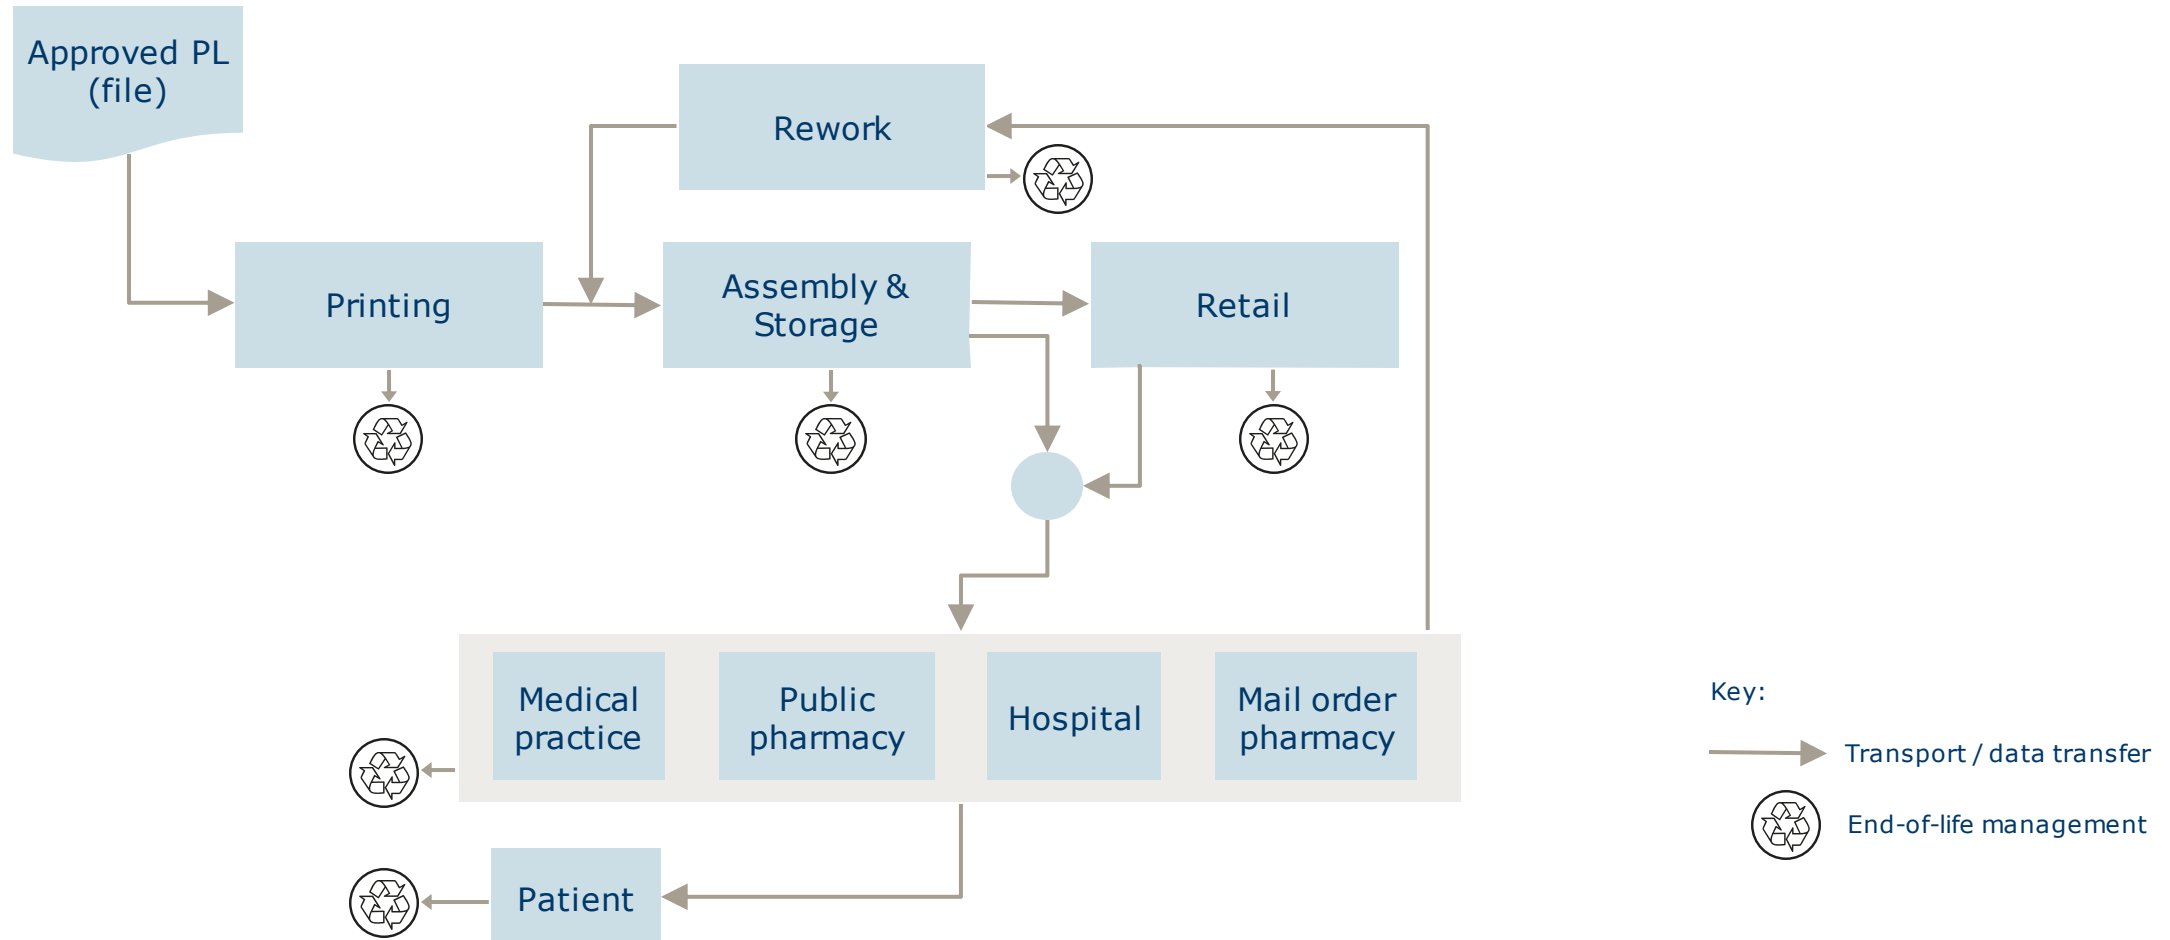 Approved PL
(file)
Rework
Printing
Assembly &
Storage
Retail
Medical
practice
Public
pharmacy
Hospital
Mail order
pharmacy
Patient
Key:
Transport / data transfer
End-of-life management